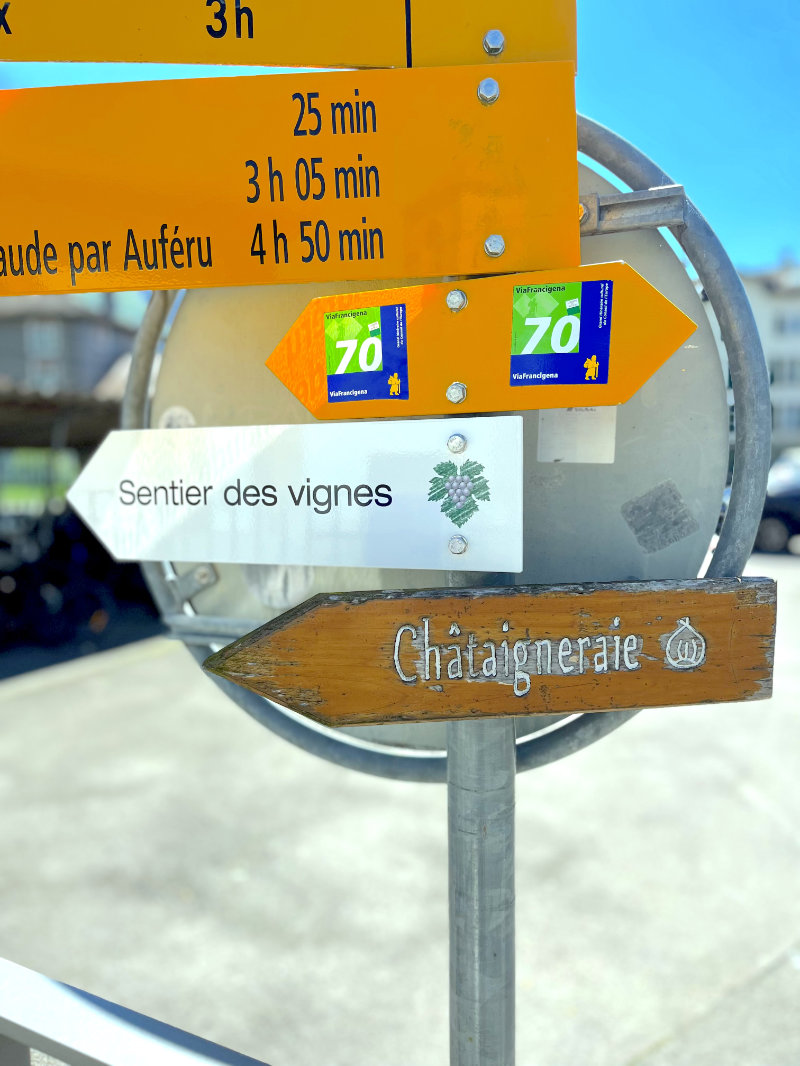 3h
25 min
3 h 05 min
aude par Auféru 4 h 50 min
ViaFrancigena
70
ViaFrancigena
ViaFrancigena
70
ViaFrancigena
Sentier des vignes
Châtaigneraie